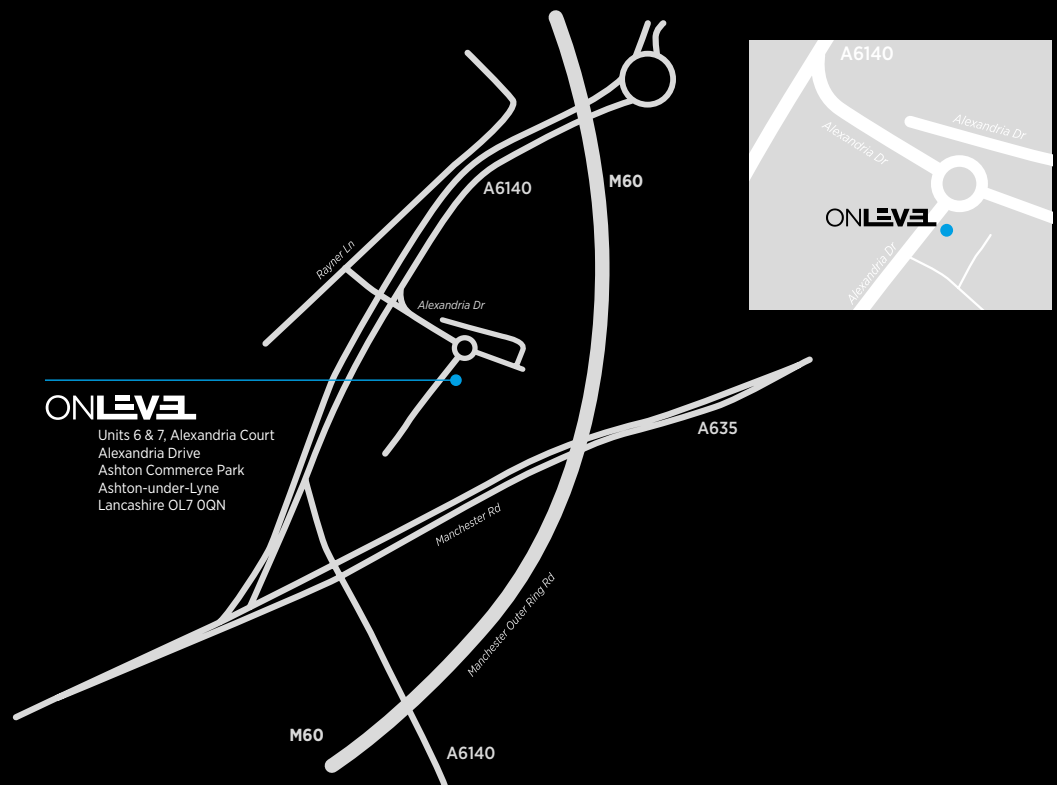 A6140
M60
Rayner Ln
Alexandria Dr
ONLEVEL
Units 6 & 7, Alexandria Court
Alexandria Drive
Ashton Commerce Park
Ashton-under-Lyne
Lancashire OL7 0QN
A635
Manchester Rd
Manchester Outer Ring Rd
M60
A6140
A6140
Alexandria Dr
Alexandria Dr
ONLEVEL
Alexandria Dr